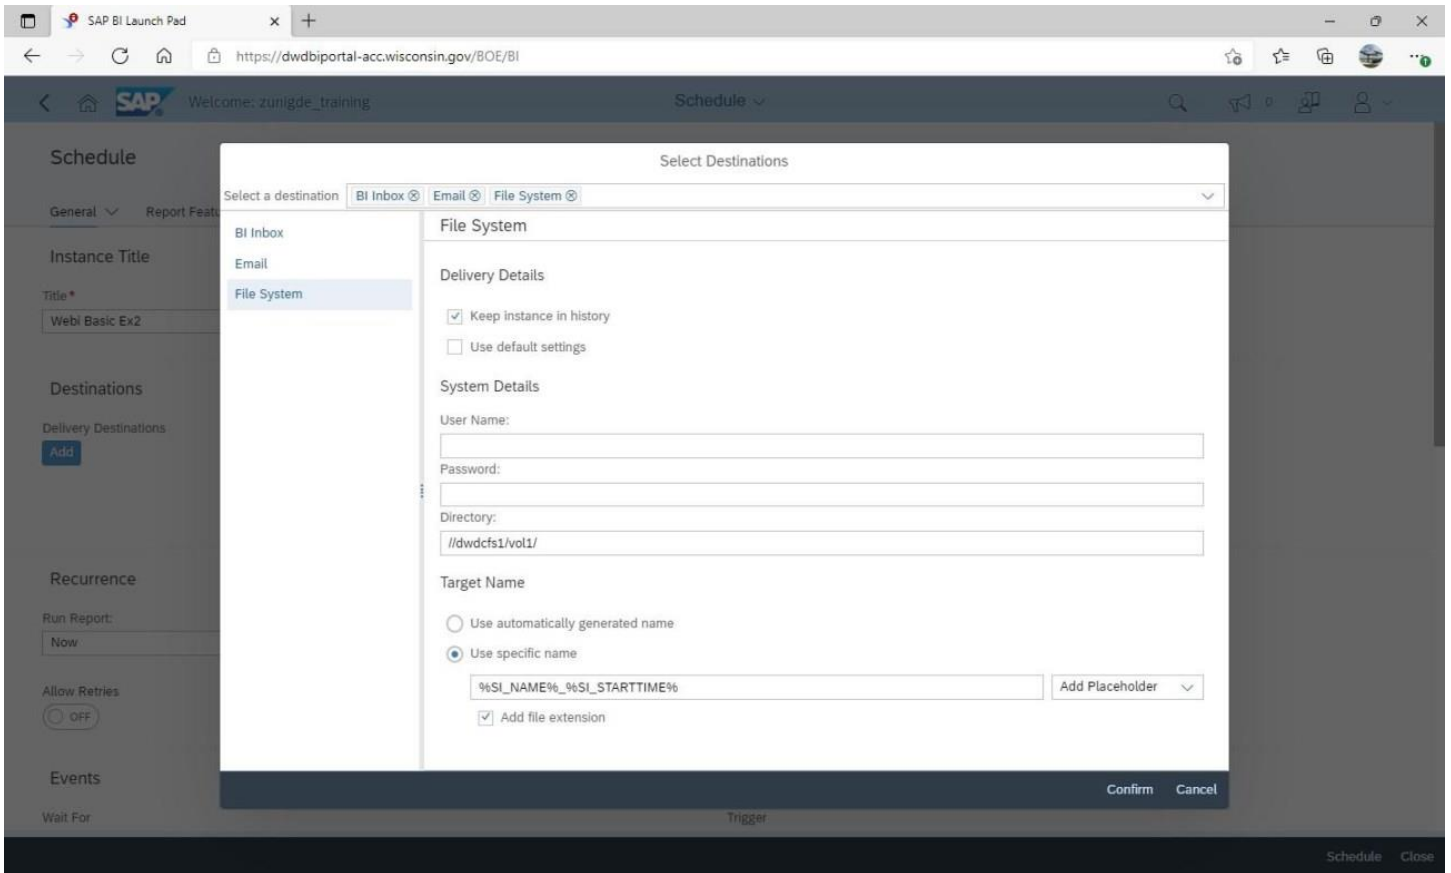 SAP BI Launch Pad
https://dwdbiportal-acc.wisconsin.gov/BOE/BI
SAP Welcome: zunigde_training Schedule 0
Schedule
General Report Featu
Instance Title
Title*
Webi Basic Ex2
Destinations
Delivery Destinations
Add
Recurrence
Run Report:
Now
Allow Retries
OFF
Events
Wait For
Trigger
Select Destinations
Select a destination BI Inbox Email File System
BI Inbox
Email
File System
File System
Delivery Details
Keep instance in history
Use default settings
System Details
User Name:
Password:
Directory:
//dwdcfs1/vol1/
Target Name
Use automatically generated name
Use specific name
%SI_NAME%_%SI_STARTTIME% Add Placeholder
Add file extension
Confirm Cancel
Schedule Close